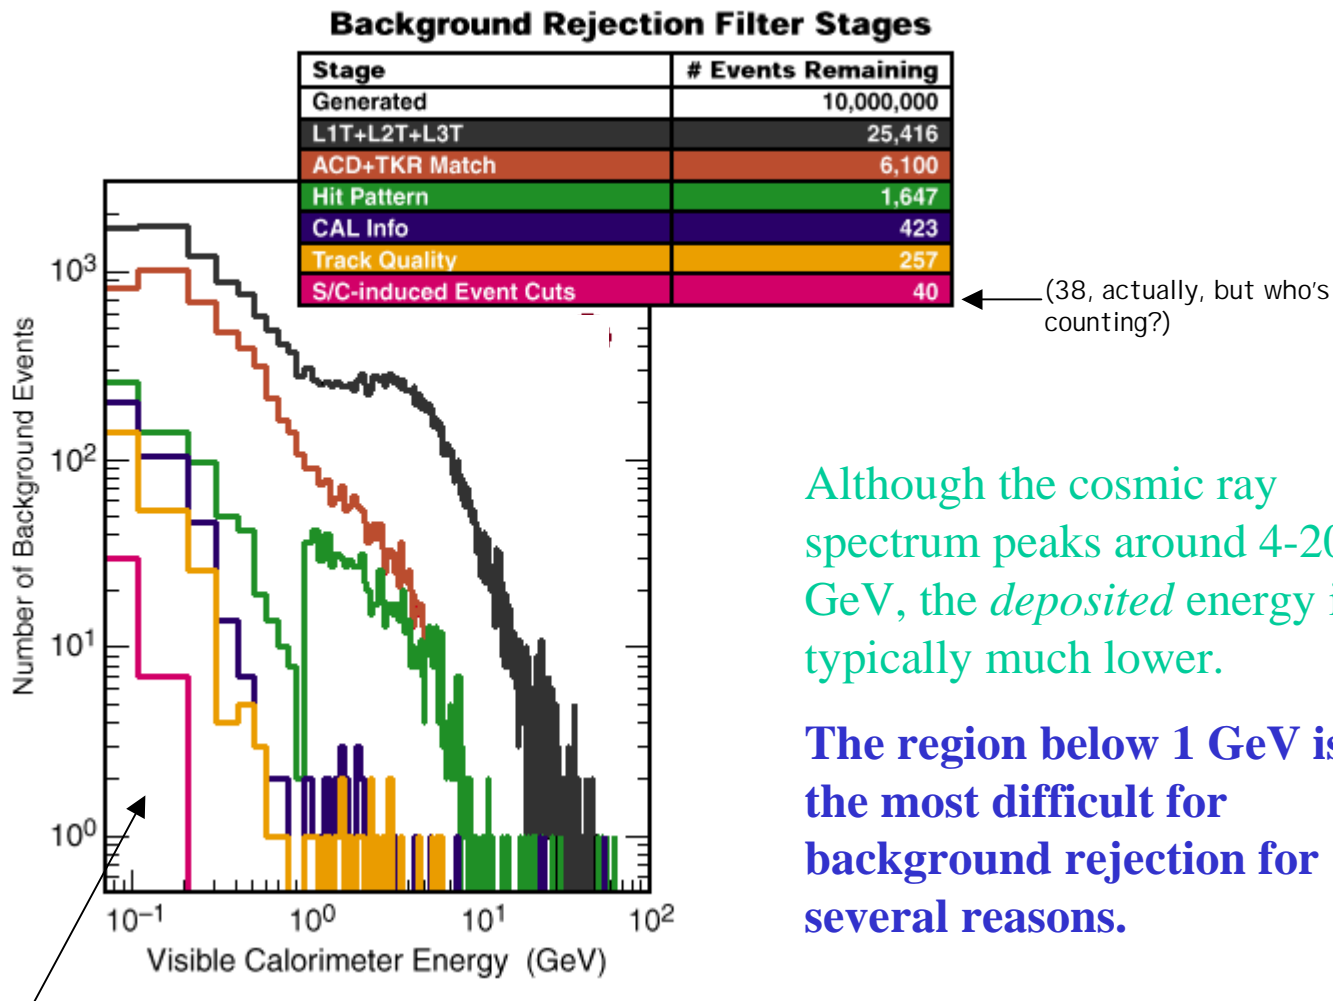 Background Rejection Filter Stages
Stage # Events Remaining
Generated 10,000,000
L1T+L2T+L3T 25,416
ACD+TKR Match 6,100
Hit Pattern 1,647
CAL Info 423
Track Quality 257
S/C-induced Event Cuts 40
(38, actually, but who's
counting?)
Number of Background Events
10³
10²
10¹
10⁰
10⁻¹ 10⁰ 10¹ 10²
Visible Calorimeter Energy (GeV)
Although the cosmic ray
spectrum peaks around 4-20
GeV, the deposited energy i
typically much lower.
The region below 1 GeV is
the most difficult for
background rejection for
several reasons.